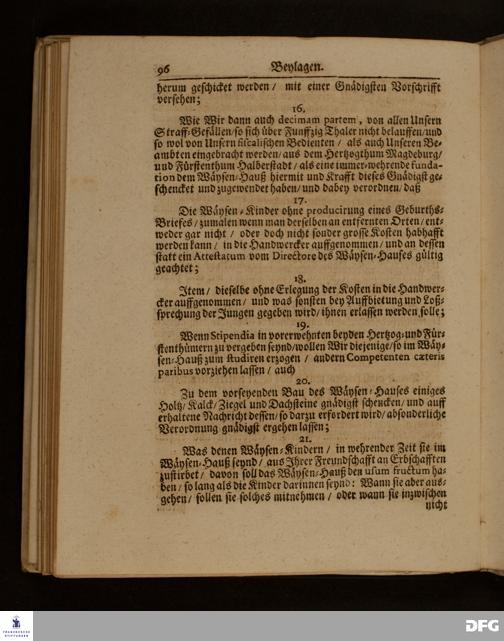 96 Beylagen.
herum geschicket werden / mit einer Gnädigsten Vorschrifft
versehen;
16.
Wie Wir dann auch decimam partem, von allen Unsern
Straff-Gefällen/so sich über Funffzig Thaler nicht belauffen/und
so wol von Unsern fiscalischen Bedienten / als auch Unseren Be-
ambten eingebracht werden/aus dem Hertzogthum Magdeburg/
und Fürstenthum Halberstadt / als eine immer-wehrende funda-
tion dem Wäysen-Hauß hiermit und Krafft dieses Gnädigst ge-
schencket und zugewendet haben/und dabey verordnen/daß
17.
Die Wäysen-Kinder ohne producirung eines Geburths-
Briefes / zumalen wenn man derselben an entfernten Orten / ent-
weder gar nicht / oder doch nicht sonder grosse Kosten habhafft
werden kann / in die Handwercker auffgenommen/und an dessen
statt ein Attestatum vom Directore des Wäysen-Hauses gültig
geachtet;
18.
Item/ dieselbe ohne Erlegung der Kosten in die Handwer-
cker auffgenommen / und was sonsten bey Auffbietung und Loß-
sprechung der Jungen gegeben wird/ihnen erlassen werden solle;
19.
Wenn Stipendia in vorerwehnten beyden Hertzog-und Für-
stenthümern zu vergeben seynd/wollen Wir diejenige/so im Wäy-
sen-Hauß zum studiren erzogen / andern Competenten cæteris
paribus vorziehen lassen / auch
20.
Zu dem vorseyenden Bau des Wäysen-Hauses einiges
Holtz/Kalck/Ziegel und Dachsteine gnädigst schencken/und auff
erhaltene Nachricht dessen/so darzu erfordert wird/absonderliche
Verordnung gnädigst ergehen lassen;
21.
Was denen Wäysen-Kindern / in wehrender Zeit sie im
Wäysen-Hauß seynd / aus Ihrer Freundschafft an Erbschafften
zustirbet / davon soll das Wäysen-Hauß den usum fructum ha-
ben/so lang als die Kinder darinnen seynd: Wann sie aber aus-
gehen/ sollen sie solches mitnehmen / oder wann sie inzwischen
nicht
FRANCKESCHE
STIFTUNGEN
DFG